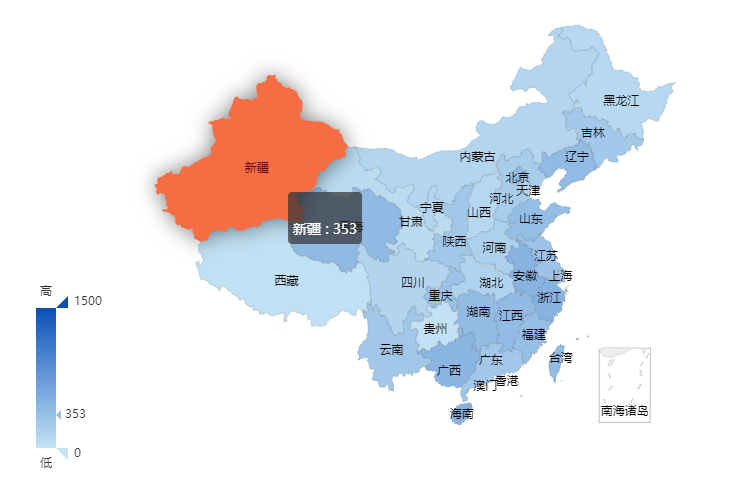 黑龙江
吉林
辽宁
内蒙古
新疆
北京
天津
河北
宁夏
山西
甘肃
山东
新疆 : 353
陕西
河南
江苏
西藏
四川
安徽
上海
湖北
重庆
浙江
高
1500
湖南
江西
贵州
福建
云南
广东
台湾
广西
澳门
香港
353
海南
南海诸岛
0
低